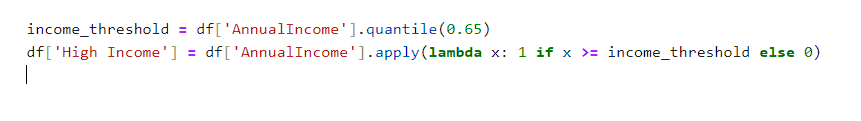 income_threshold = df['AnnualIncome'].quantile(0.65)
df['High Income'] = df['AnnualIncome'].apply(lambda x: 1 if x >= income_threshold else 0)